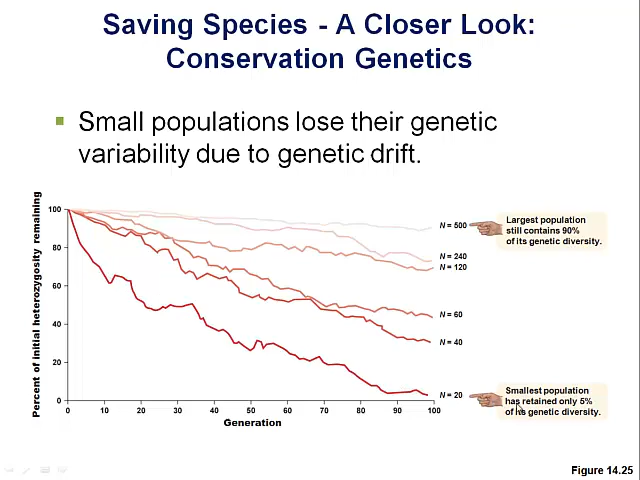 Saving Species - A Closer Look:
Conservation Genetics
Small populations lose their genetic
variability due to genetic drift.
Percent of initial heterozygosity remaining
100
80
60
40
20
0
0 10 20 30 40 50 60 70 80 90 100
Generation
N = 500
N = 240
N = 120
N = 60
N = 40
N = 20
Largest population
still contains 90%
of its genetic diversity.
Smallest population
has retained only 5%
of its genetic diversity.
Figure 14.25